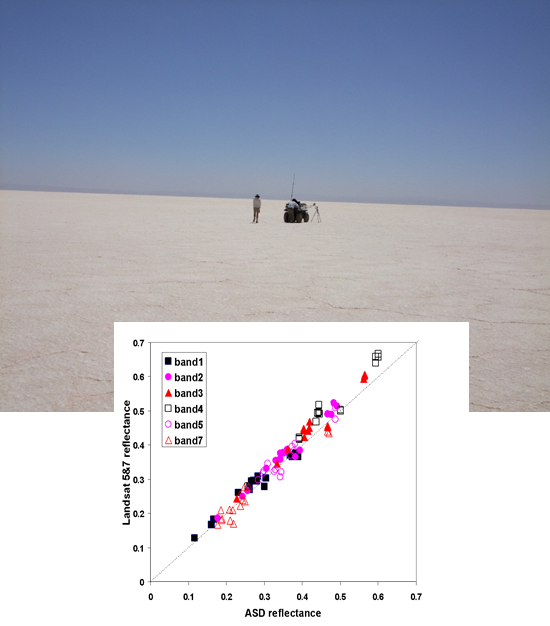 0.7
0.6
0.5
0.4
0.3
0.2
0.1
0
Landsat 5&7 reflectance
band1
band2
band3
band4
band5
band7
0 0.1 0.2 0.3 0.4 0.5 0.6 0.7
ASD reflectance